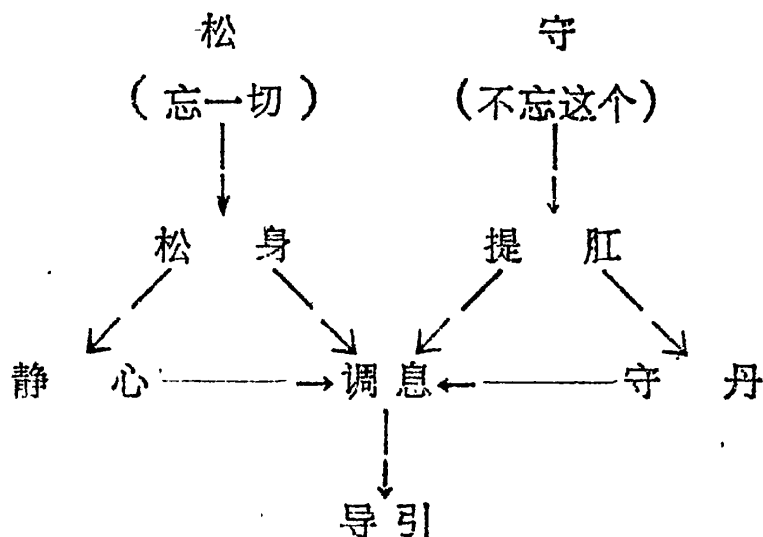 松 守
(忘一切) (不忘这个)
松身 提肛
静心 调息 守丹
导引